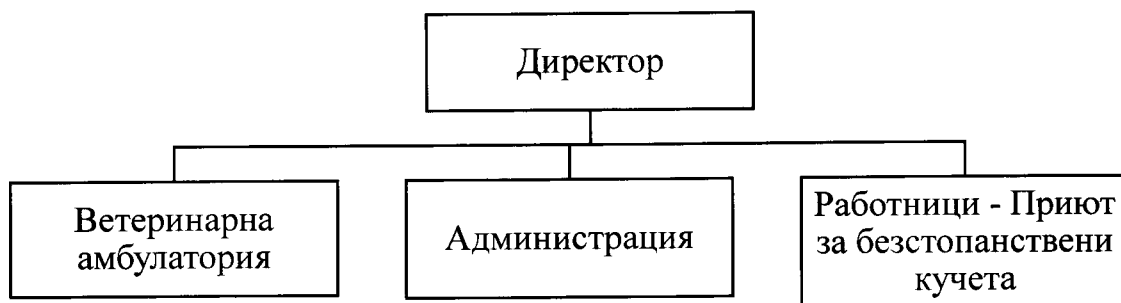 Директор
Ветеринарна
амбулатория
Администрация
Работници - Приют
за безстопанствени
кучета